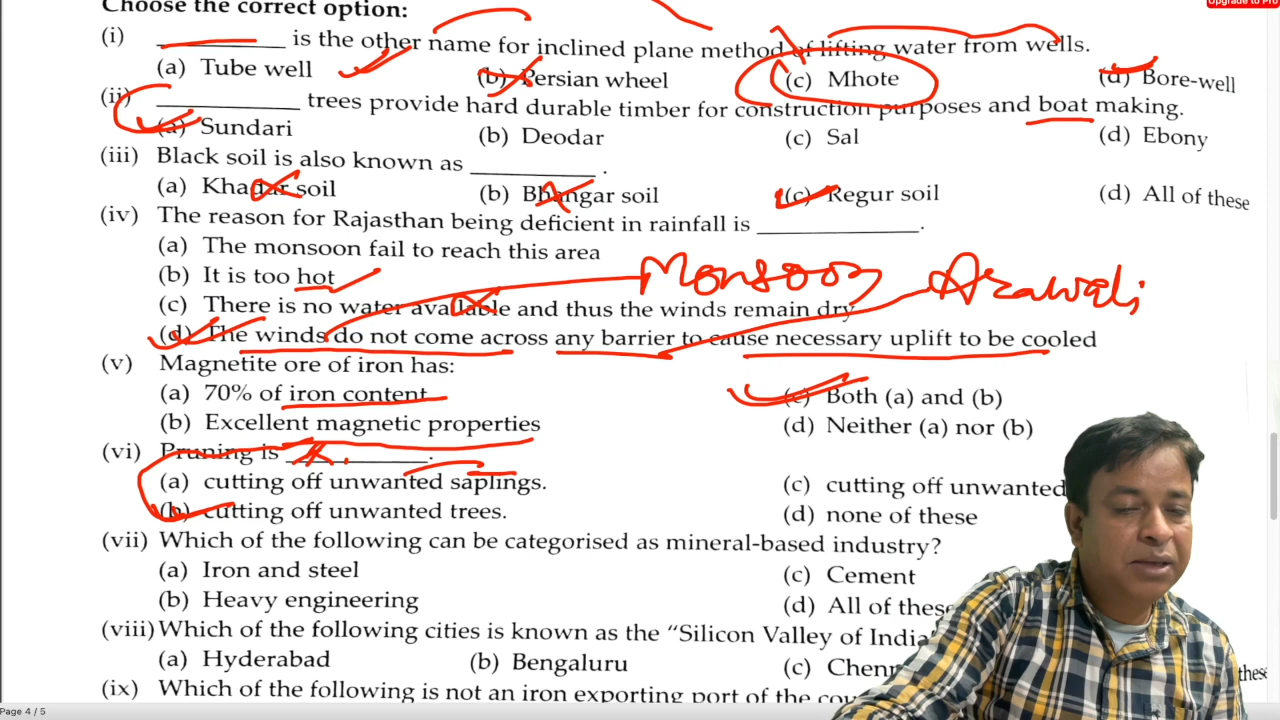 Upgrade to Pro
Choose the correct option:
(i) __________ is the other name for inclined plane method of lifting water from wells.
(a) Tube well (b) Persian wheel (c) Mhote (d) Bore-well
(ii) __________ trees provide hard durable timber for construction purposes and boat making.
(a) Sundari (b) Deodar (c) Sal (d) Ebony
(iii) Black soil is also known as __________ .
(a) Khadar soil (b) Bhangar soil (c) Regur soil (d) All of these
(iv) The reason for Rajasthan being deficient in rainfall is __________.
(a) The monsoon fail to reach this area
(b) It is too hot
Monsoon Arawali
(c) There is no water available and thus the winds remain dry
(d) The winds do not come across any barrier to cause necessary uplift to be cooled
(v) Magnetite ore of iron has:
(a) 70% of iron content (c) Both (a) and (b)
(b) Excellent magnetic properties (d) Neither (a) nor (b)
(vi) Pruning is __________.
(a) cutting off unwanted saplings. (c) cutting off unwanted
(b) cutting off unwanted trees. (d) none of these
(vii) Which of the following can be categorised as mineral-based industry?
(a) Iron and steel (c) Cement
(b) Heavy engineering (d) All of these
(viii) Which of the following cities is known as the "Silicon Valley of India
(a) Hyderabad (b) Bengaluru (c) Chenn these
(ix) Which of the following is not an iron exporting port of the cou
Page 4 / 5